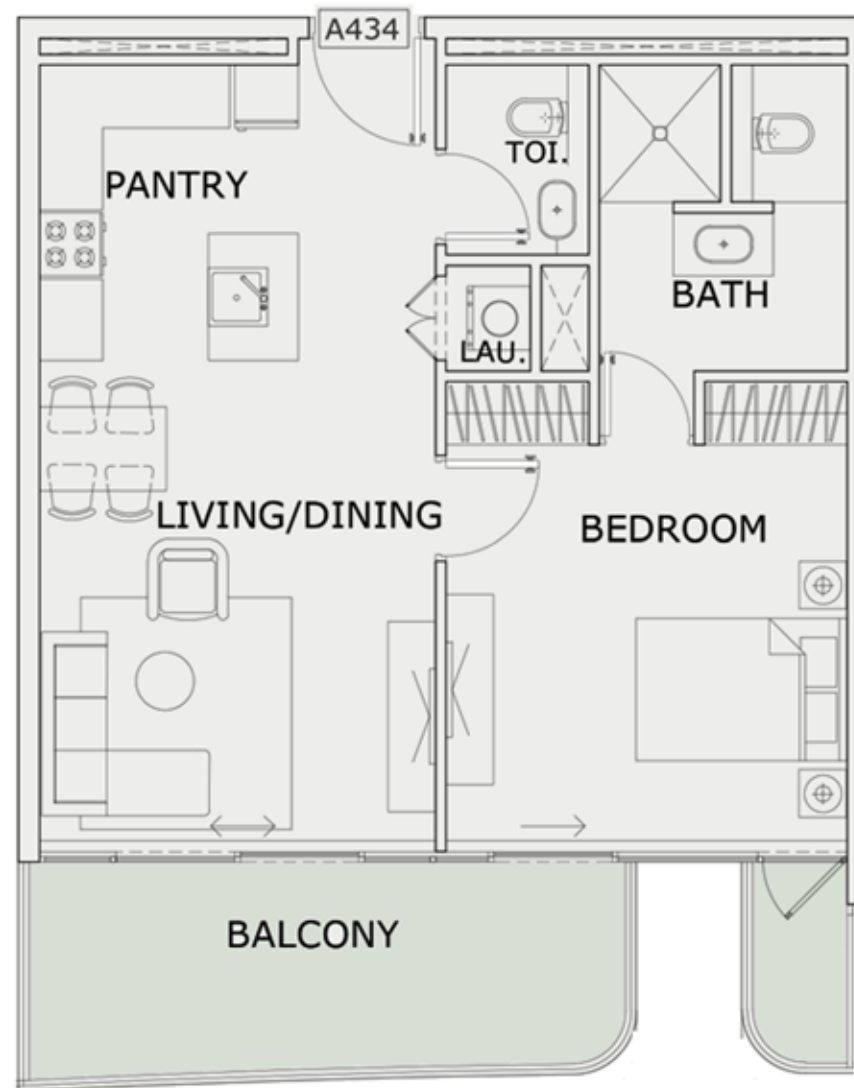 A434
TOI.
PANTRY
BATH
LAU.
LIVING/DINING
BEDROOM
BALCONY